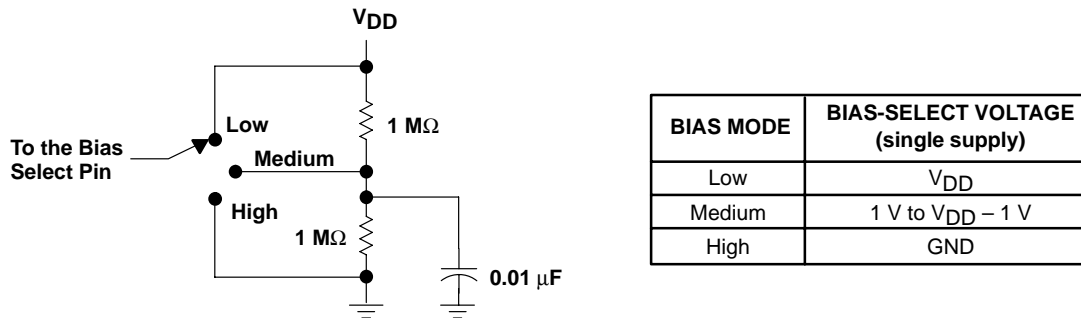 VDD
Low
1 MΩ
To the Bias
Select Pin
Medium
High
1 MΩ
0.01 μF
BIAS MODE
BIAS-SELECT VOLTAGE
(single supply)
Low
VDD
Medium
1 V to VDD – 1 V
High
GND